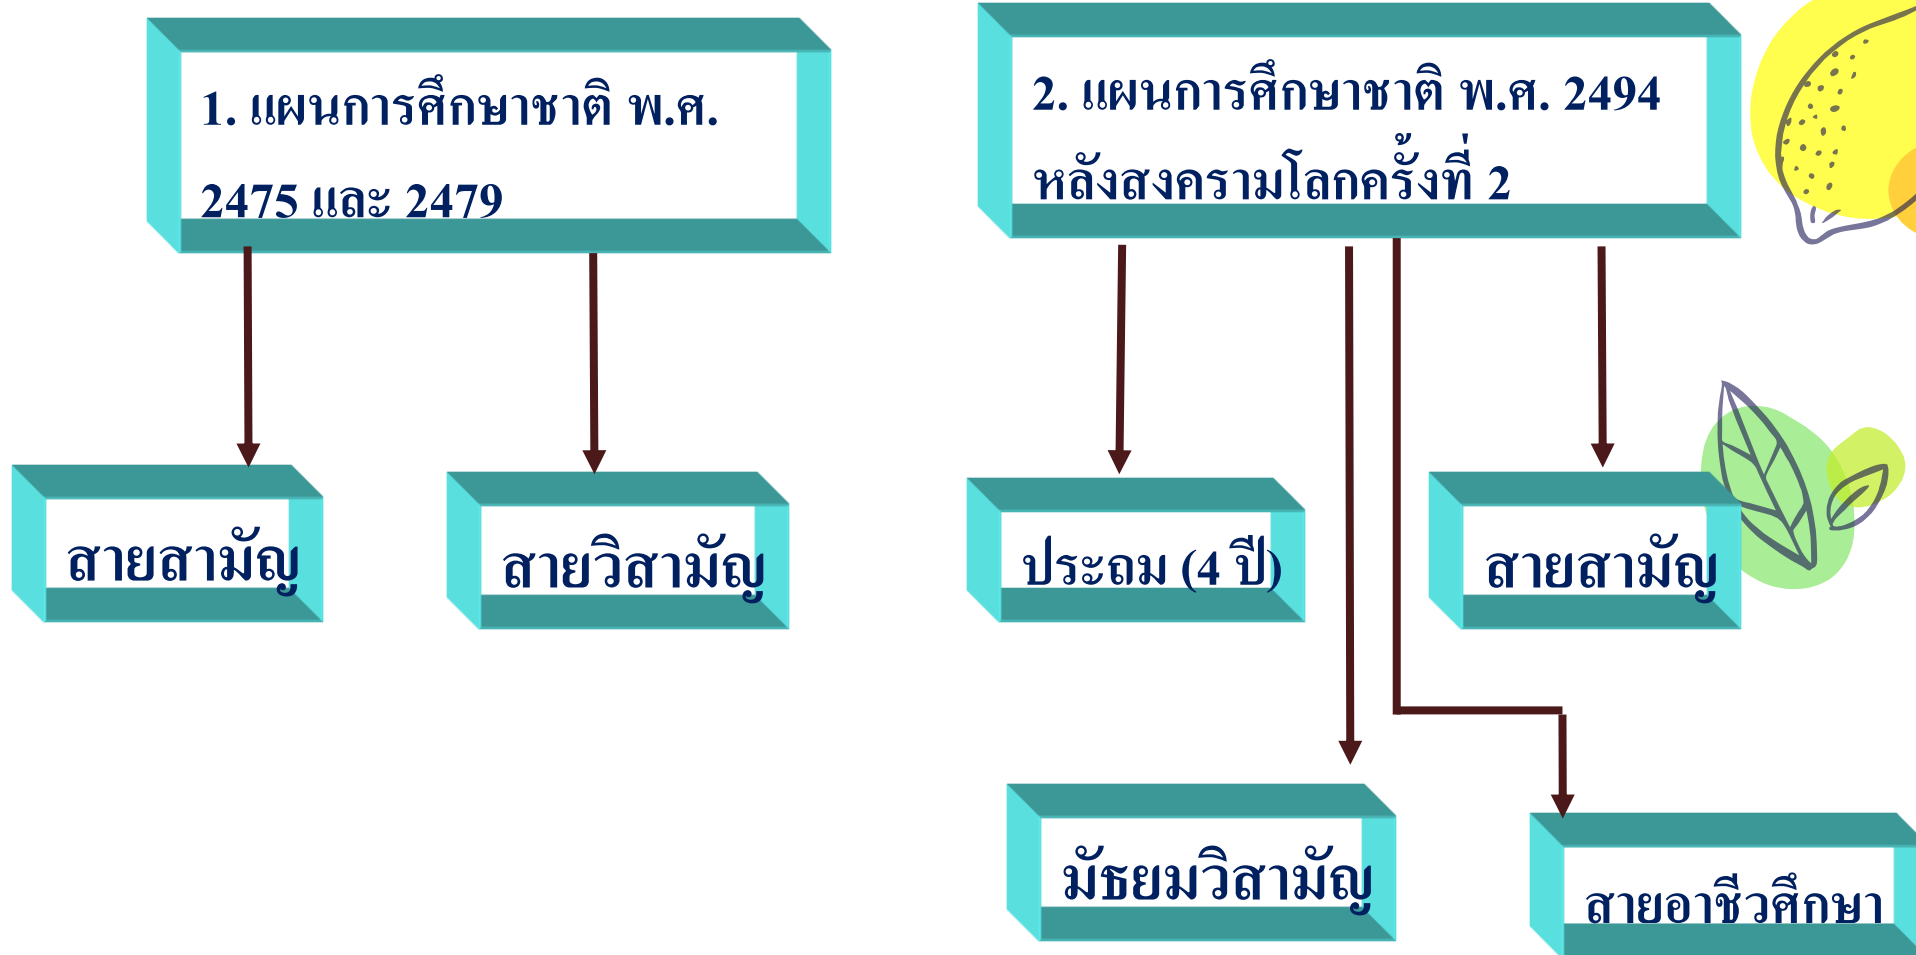 1. แผนการศึกษาชาติ พ.ศ.
2475 และ 2479
2. แผนการศึกษาชาติ พ.ศ. 2494
หลังสงครามโลกครั้งที่ 2
สายสามัญ
สายวิสามัญ
ประถม (4 ปี)
สายสามัญ
มัธยมวิสามัญ
สายอาชีวศึกษา